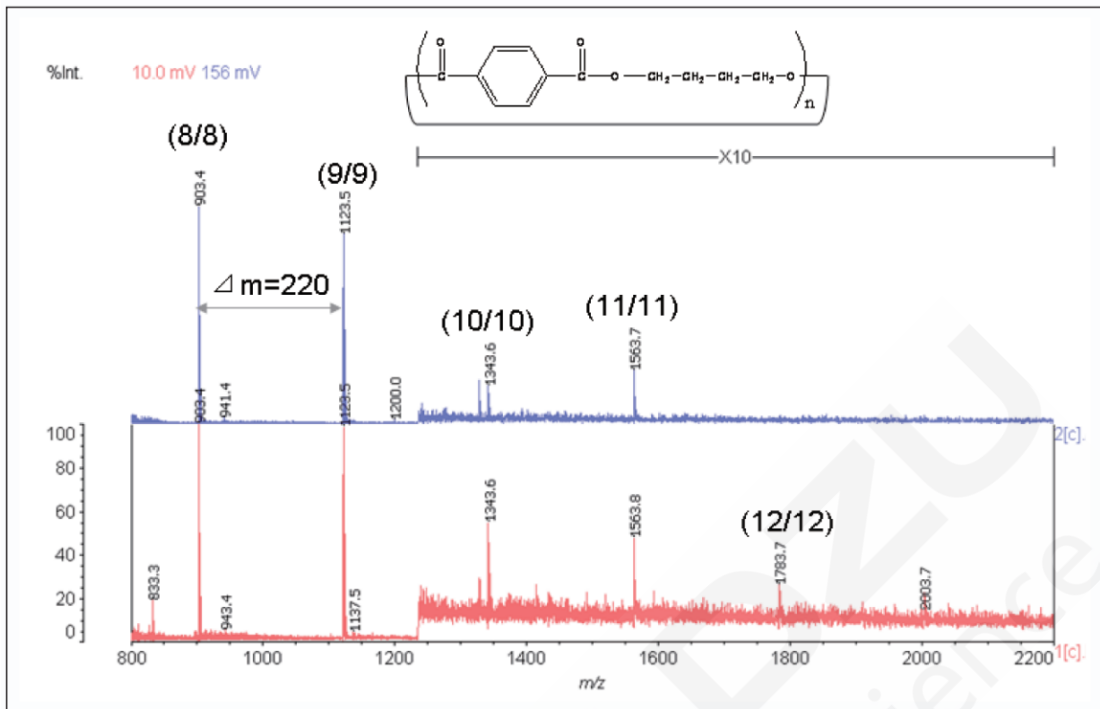 %Int.
10.0 mV 156 mV
O O
C C O CH₂ CH₂ CH₂ CH₂ O
n
X10
(8/8)
(9/9)
903.4
1123.5
⊿ m=220
(10/10)
(11/11)
1343.6
1563.7
903.4
941.4
1123.5
1200.0
2[c].
100
80
60
40
20
0
833.3
943.4
1137.5
1343.6
1563.8
(12/12)
1783.7
2003.7
1[c].
800 1000 1200 1400 1600 1800 2000 2200
m/z
DZU
science